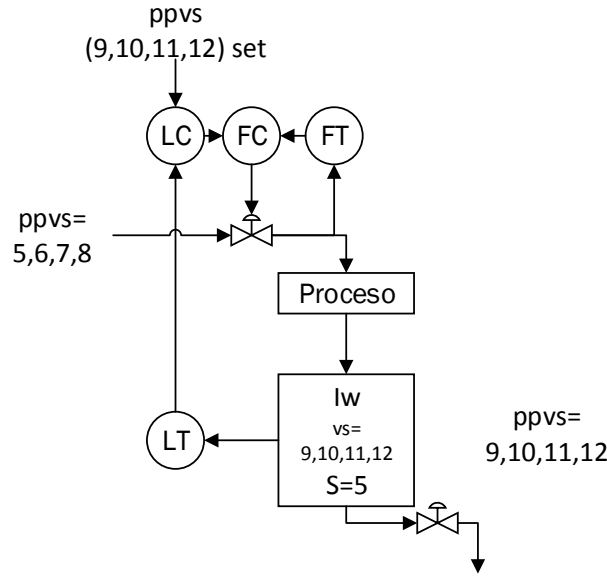 ppvs
(9,10,11,12) set
LC
FC
FT
ppvs=
5,6,7,8
Proceso
Iw
vs=
9,10,11,12
S=5
LT
ppvs=
9,10,11,12